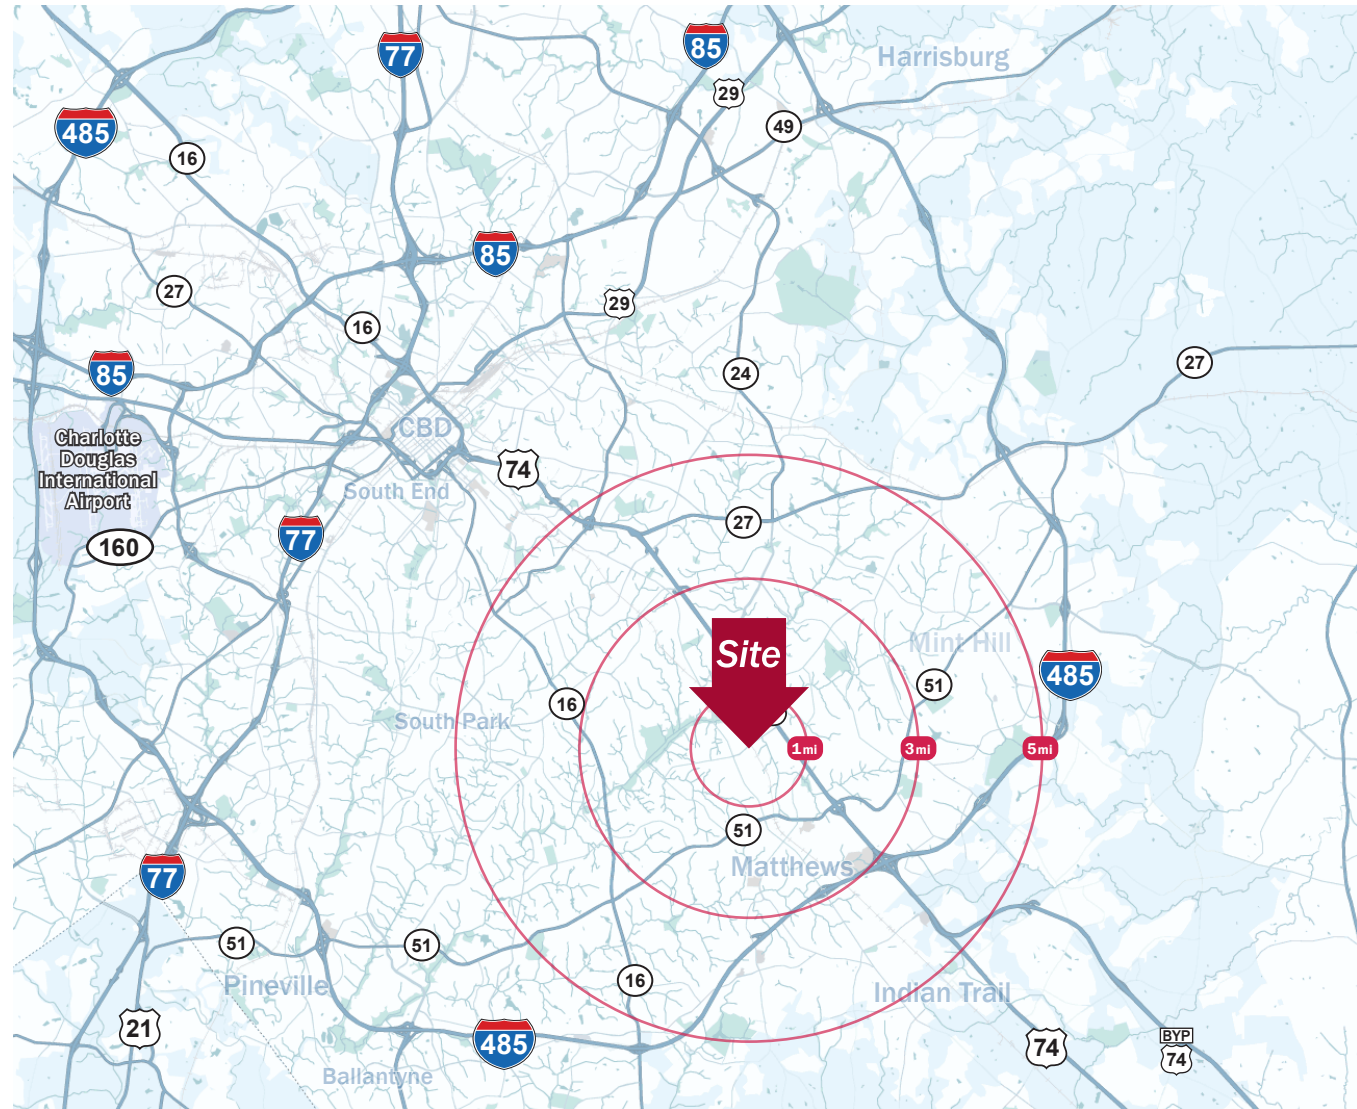 Harrisburg
77
85
29
485
49
16
85
27
29
16
27
85
24
CBD
Charlotte
Douglas
International
Airport
74
South End
27
77
160
Mint Hill
Site
485
51
16
South Park
1mi
3mi
5mi
51
Matthews
77
51
51
16
Pineville
Indian Trail
21
485
74
BYP
74
Ballantyne